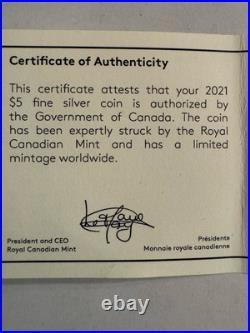 Certificate of Authenticity
This certificate attests that your 2021
$5 fine silver coin is authorized by
the Government of Canada. The coin
has been expertly struck by the Royal
Canadian Mint and has a limited
mintage worldwide.
President and CEO
Royal Canadian Mint
Présidente
Monnaie royale canadienne